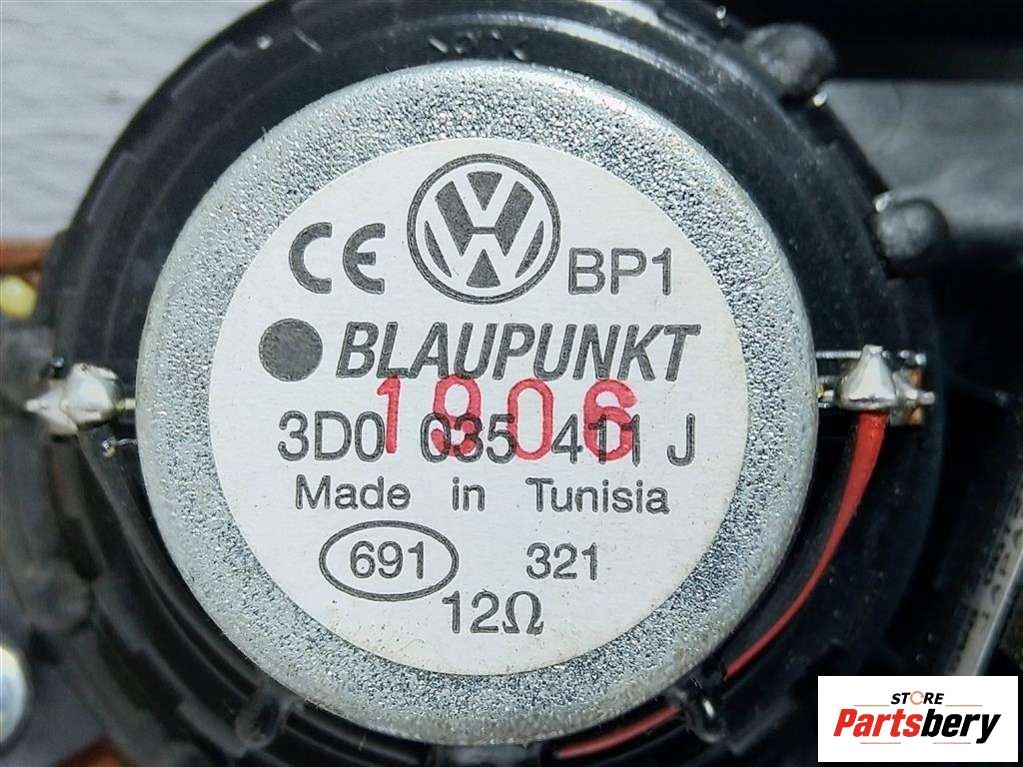 CE
BP1
BLAUPUNKT
1906
3D0 035 411 J
Made in Tunisia
691 321
12Ω
STORE
Partsbery